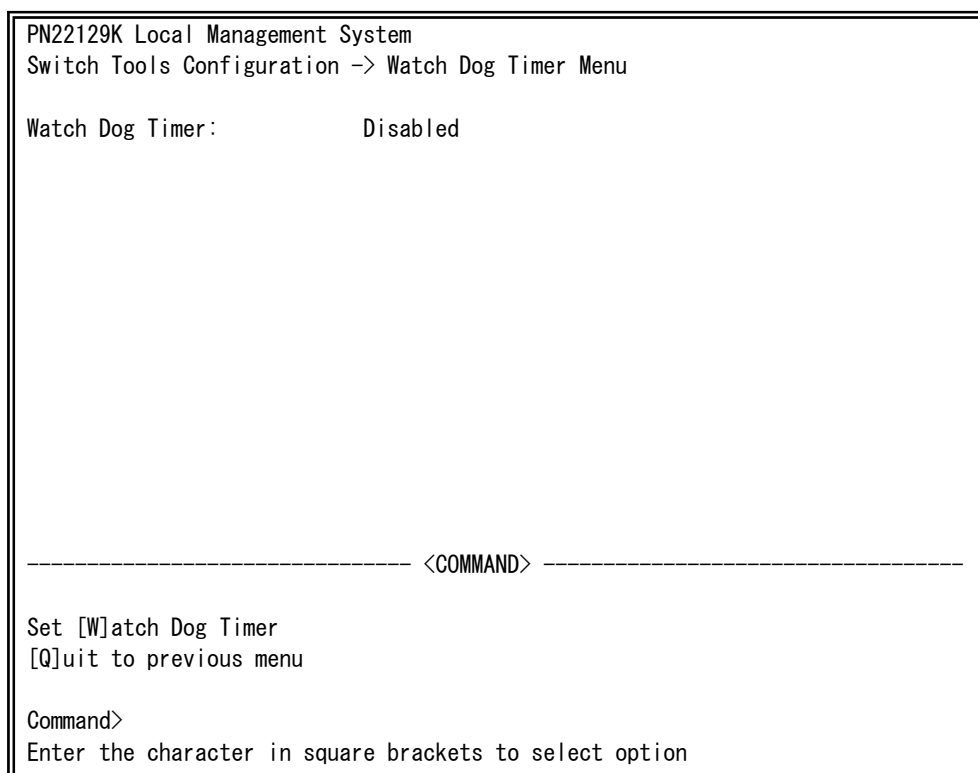 PN22129K Local Management System
Switch Tools Configuration -> Watch Dog Timer Menu
Watch Dog Timer: Disabled
-------------------------------- <COMMAND> -----------------------------------
Set [W]atch Dog Timer
[Q]uit to previous menu
Command>
Enter the character in square brackets to select option